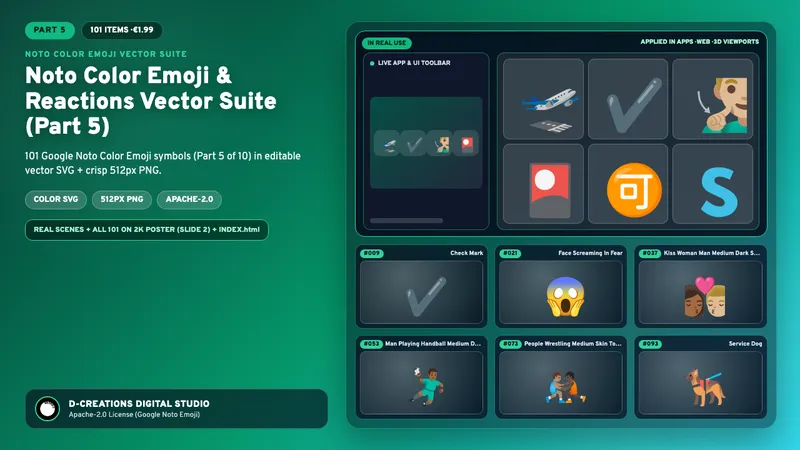 PART 5
101 ITEMS ·€1.99
NOTO COLOR EMOJI VECTOR SUITE
Noto Color Emoji &
Reactions Vector Suite
(Part 5)
101 Google Noto Color Emoji symbols (Part 5 of 10) in editable
vector SVG + crisp 512px PNG.
COLOR SVG
512PX PNG
APACHE-2.0
REAL SCENES + ALL 101 ON 2K POSTER (SLIDE 2) + INDEX.html
D-CREATIONS DIGITAL STUDIO
Apache-2.0 License (Google Noto Emoji)
IN REAL USE
APPLIED IN APPS ·WEB ·3D VIEWPORTS
LIVE APP & UI TOOLBAR
可
S
#009
Check Mark
#021
Face Screaming In Fear
#037
Kiss Woman Man Medium Dark S...
#053
Man Playing Handball Medium D...
#073
People Wrestling Medium Skin To...
#093
Service Dog